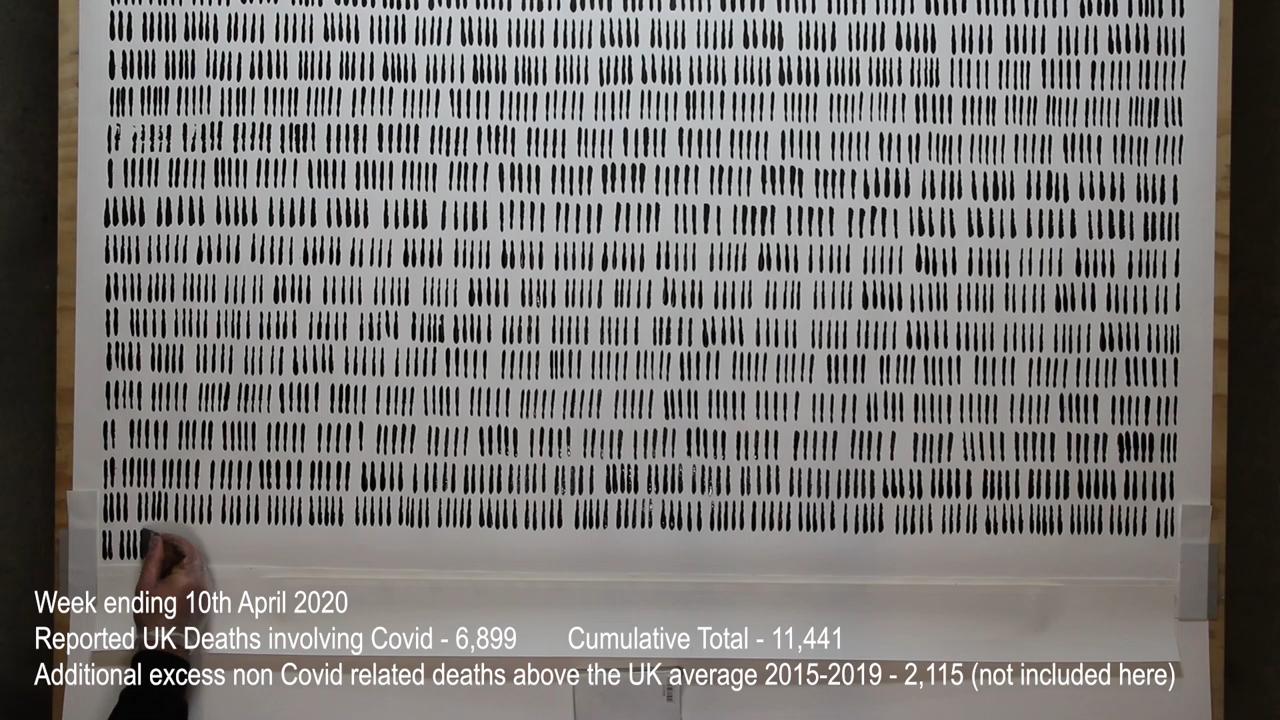 Week ending 10th April 2020
Reported UK Deaths involving Covid - 6,899 Cumulative Total - 11,441
Additional excess non Covid related deaths above the UK average 2015-2019 - 2,115 (not included here)